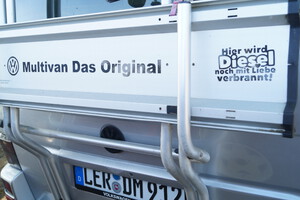 Multivan Das Original
Hier wird
Diesel
noch mit Liebe
verbrannt!
LER DM 912